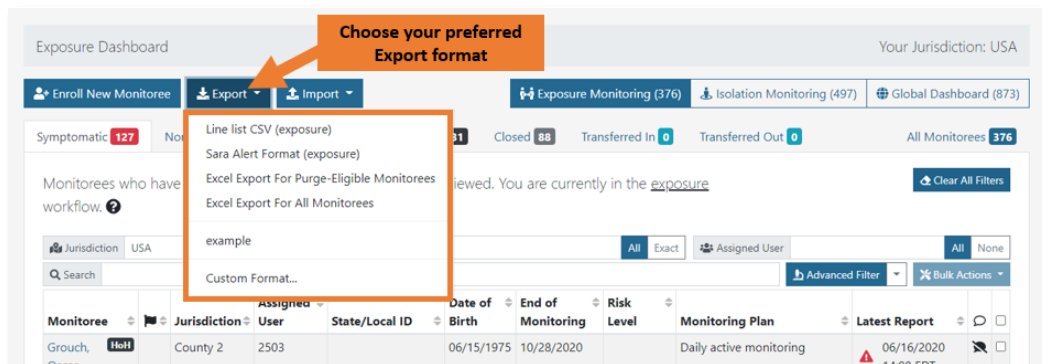 Choose your preferred
Export format
Exposure Dashboard
Your Jurisdiction: USA
Enroll New Monitoree
Export
Import
Exposure Monitoring (376)
Isolation Monitoring (497)
Global Dashboard (873)
Line list CSV (exposure)
Sara Alert Format (exposure)
Excel Export For Purge-Eligible Monitorees
Excel Export For All Monitorees
example
Custom Format...
Symptomatic 127
Closed 88
Transferred In 0
Transferred Out 0
All Monitorees 376
Monitorees who have
iewed. You are currently in the exposure
workflow.
Clear All Filters
Jurisdiction USA
All Exact
Assigned User
All None
Search
Advanced Filter
Bulk Actions
Monitoree
Jurisdiction
Assigned
User
State/Local ID
Date of
Birth
End of
Monitoring
Risk
Level
Monitoring Plan
Latest Report
Grouch,
HoH
County 2
2503
06/15/1975
10/28/2020
Daily active monitoring
06/16/2020